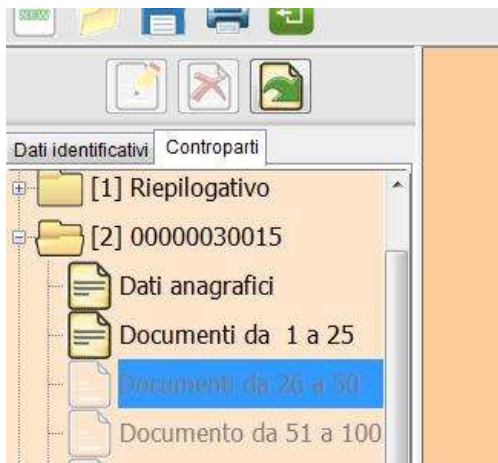 NEW
Dati identificativi Controparti
[1] Riepilogativo
[2] 00000030015
Dati anagrafici
Documenti da 1 a 25
Documenti da 26 a 50
Documento da 51 a 100